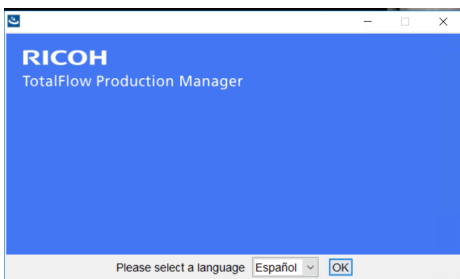 RICOH
TotalFlow Production Manager
Please select a language Español OK